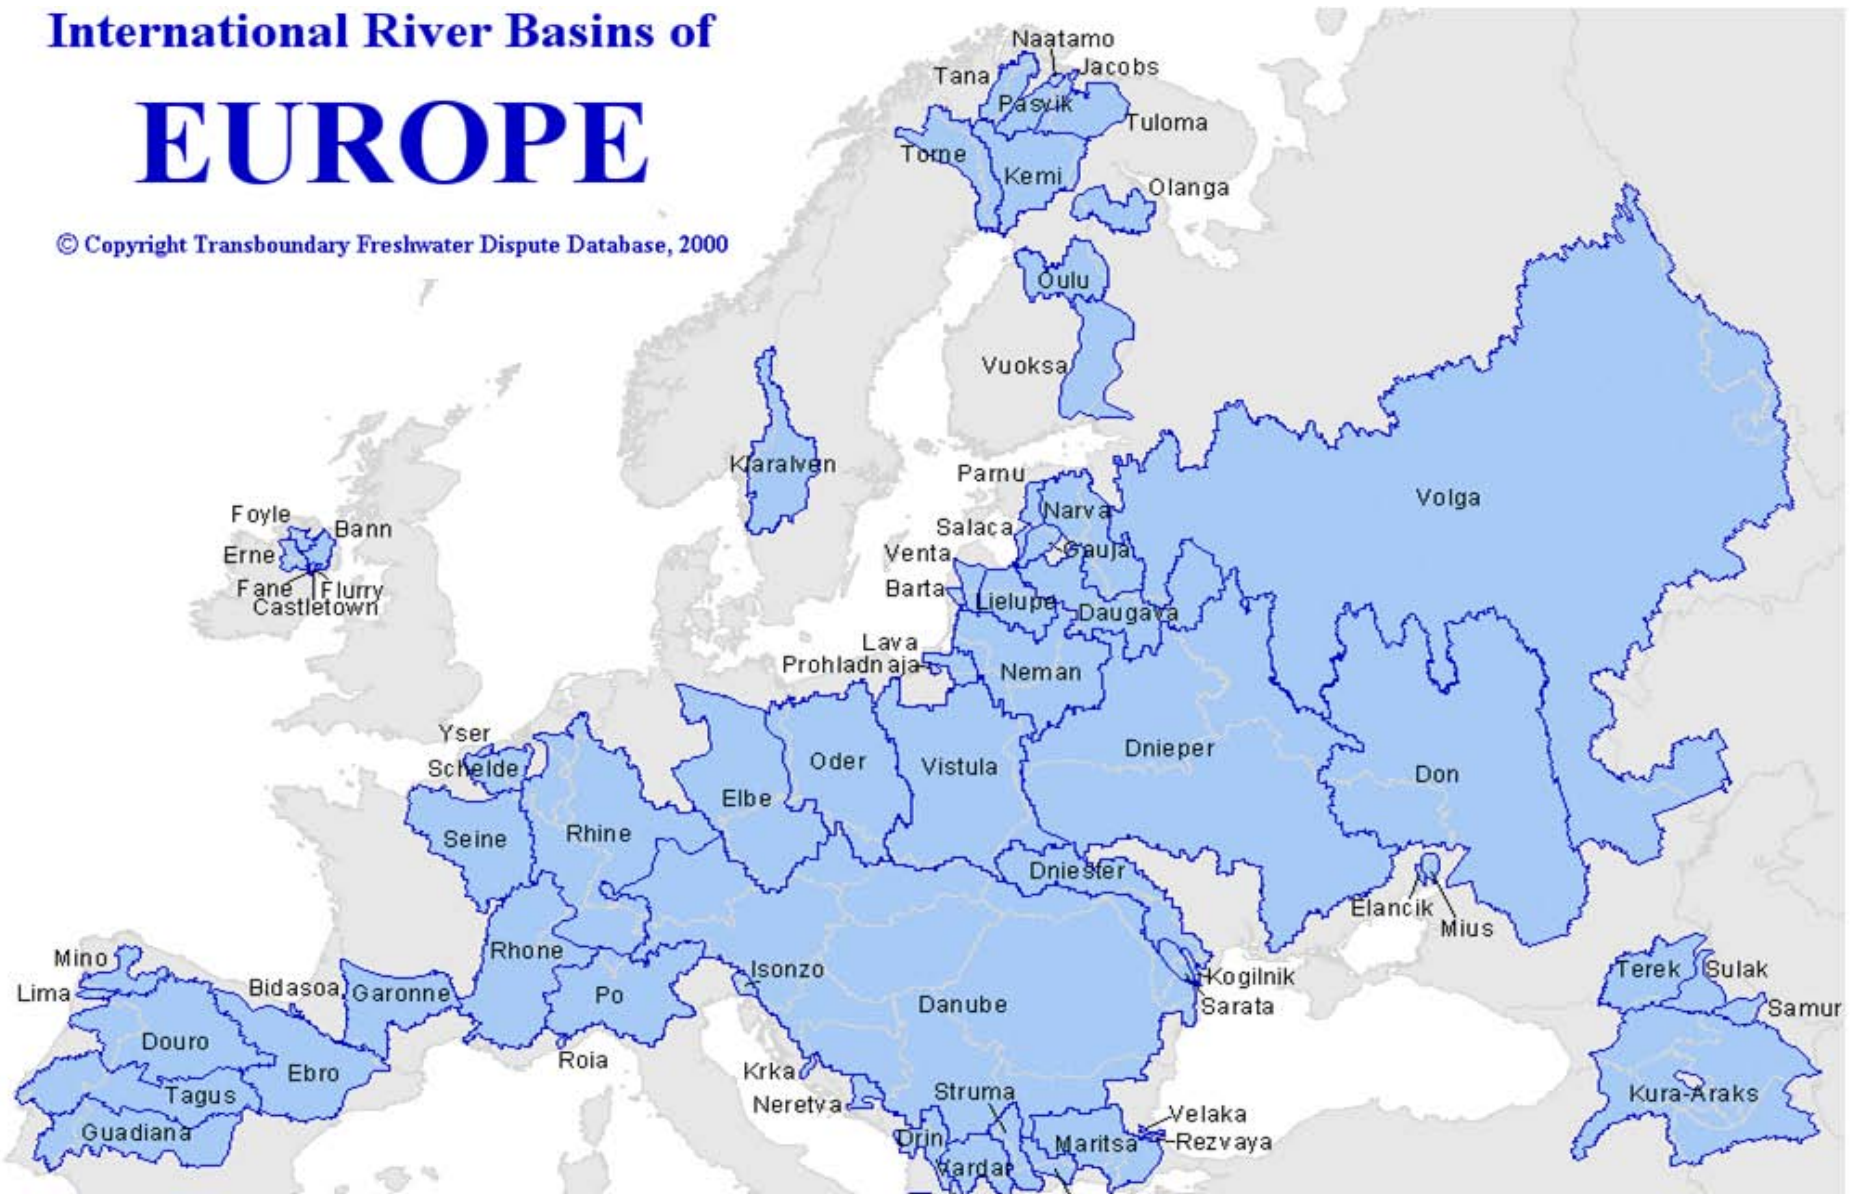 International River Basins of
EUROPE
© Copyright Transboundary Freshwater Dispute Database, 2000
Naatamo
Tana
Jacobs
Pasvik
Tuloma
Torne
Kemi
Olanga
Oulu
Vuoksa
Klaralven
Parnu
Volga
Narva
Foyle
Bann
Salaca
Gauja
Venta
Erne
Fane
Flurry
Barta
Castletown
Lielupe
Daugava
Lava
Prohladnaja
Neman
Yser
Schelde
Dnieper
Oder
Vistula
Don
Elbe
Rhine
Seine
Dniester
Elancik
Mius
Rhone
Mino
Isonzo
Terek
Sulak
Kogilnik
Bidasoa
Lima
Garonne
Po
Danube
Sarata
Samur
Douro
Roia
Ebro
Krka
Struma
Kura-Araks
Tagus
Neretva
Velaka
Guadiana
Drin
Maritsa
Rezvaya
Vardar